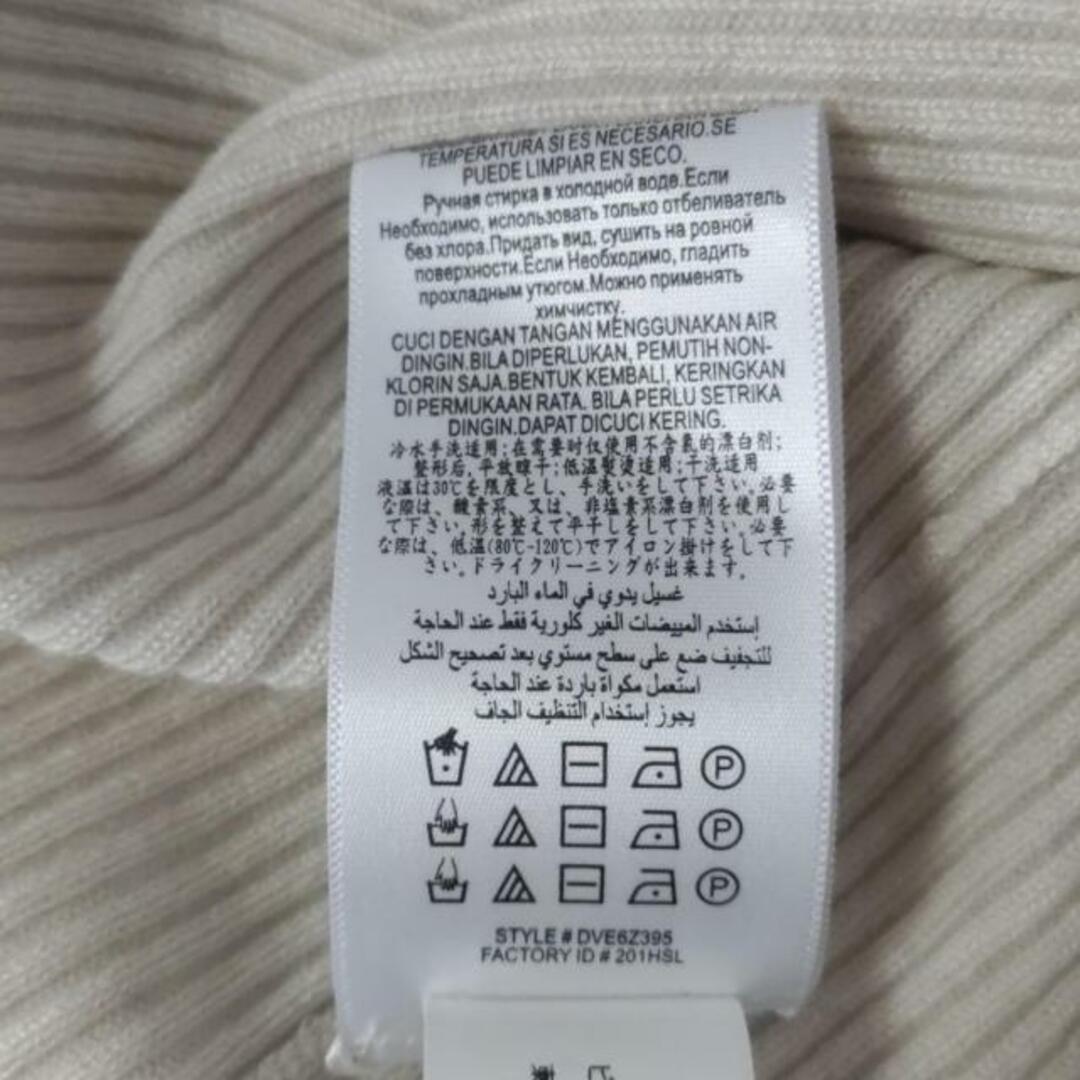 TEMPERATURA SI ES NECESARIO.SE
PUEDE LIMPIAR EN SECO.
Ручная стирка в холодной воде.Если
Необходимо, использовать только отбеливатель
без хлора.Придать вид, сушить на ровной
поверхности.Если Необходимо, гладить
прохладным утюгом.Можно применять
химчистку.
CUCI DENGAN TANGAN MENGGUNAKAN AIR
DINGIN.BILA DIPERLUKAN, PEMUTIH NON-
KLORIN SAJA.BENTUK KEMBALI, KERINGKAN
DI PERMUKAAN RATA. BILA PERLU SETRIKA
DINGIN.DAPAT DICUCI KERING.
冷水手洗适用;在需要时仅使用不含氯的漂白剂;
整形后,平放晾干;低温熨烫适用;干洗适用
液温は30℃を限度とし、手洗いをして下さい。必要
な際は、酸素系、又は、非塩素系漂白剤を使用し
て下さい。形を整えて平干しをして下さい。必要
な際は、低温(80℃-120℃)でアイロン掛けをして下
さい。ドライクリーニングが出来ます。
غسيل يدوي في الماء البارد
إستخدم المبيضات الغير كلورية فقط عند الحاجة
للتجفيف ضع على سطح مستوي بعد تصحيح الشكل
استعمل مكواة باردة عند الحاجة
يجوز إستخدام التنظيف الجاف
P
P
P
STYLE # DVE6Z395
FACTORY ID # 201HSL